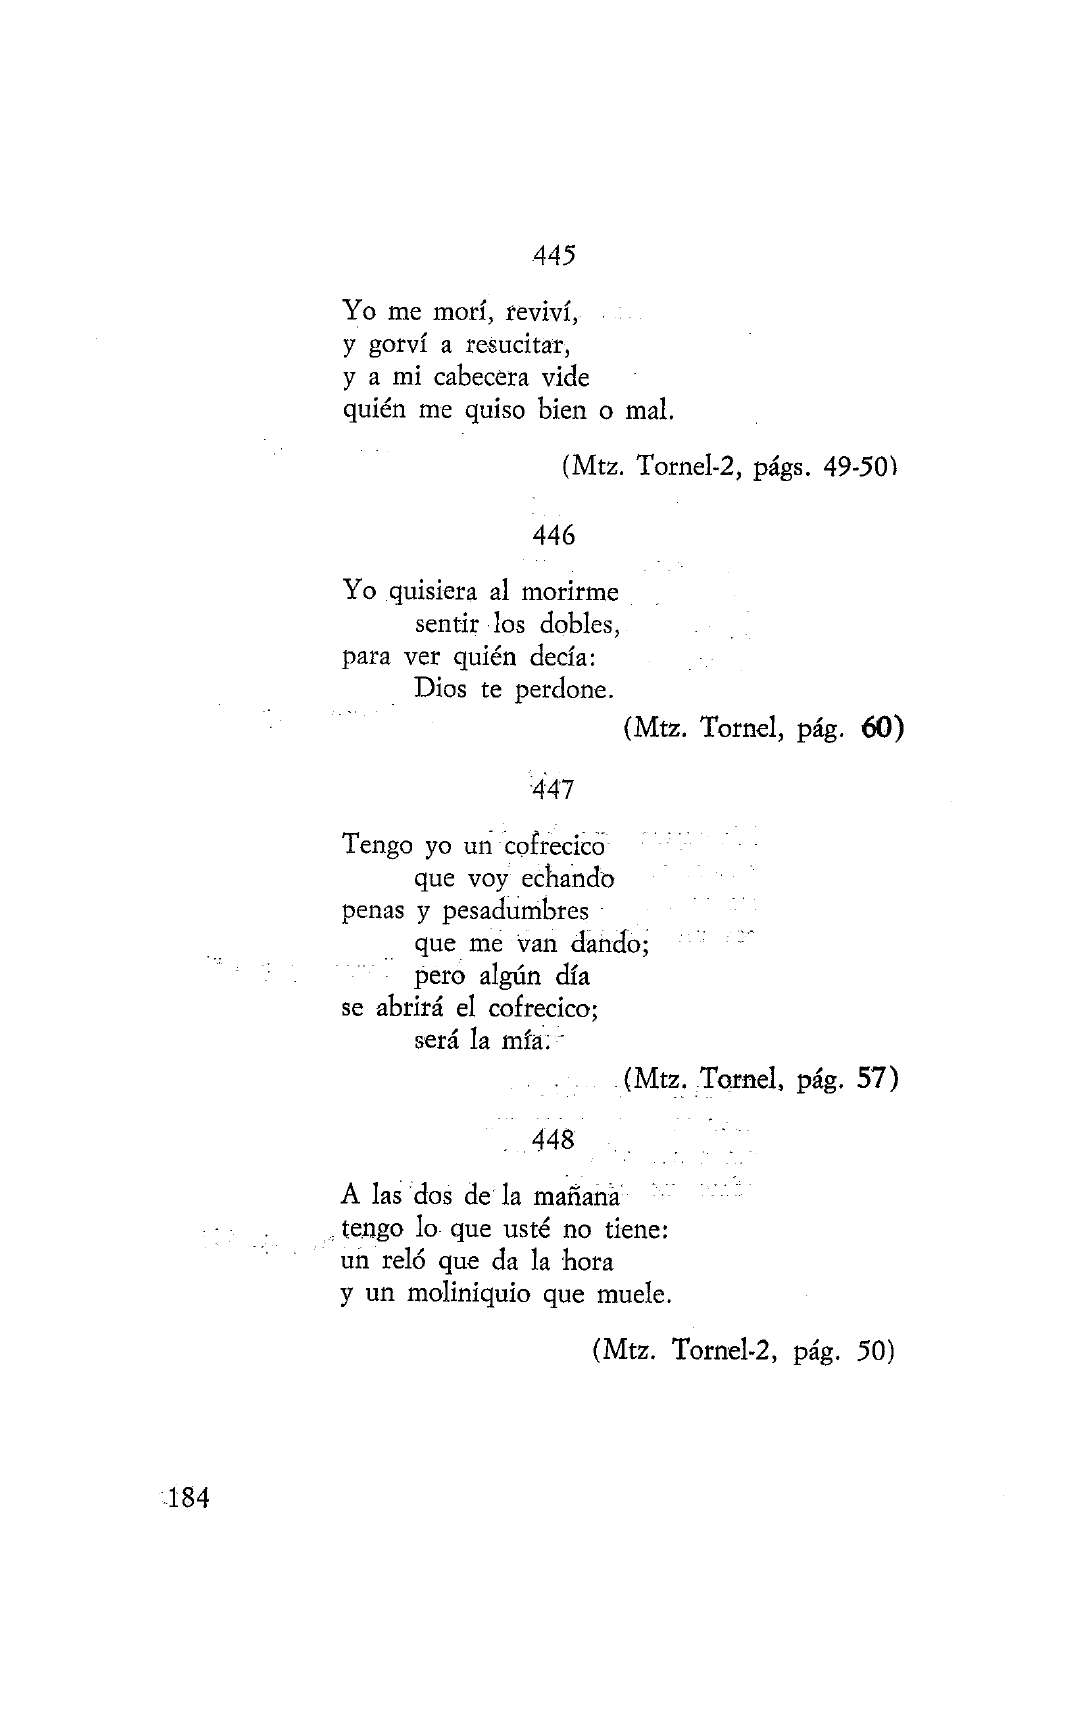 445
Yo me morí, reviví,
y gorví a resucitar,
y a mi cabecera vide
quién me quiso bien o mal.
(Mtz. Tornel-2, págs. 49-50)
446
Yo quisiera al morirme
sentir los dobles,
para ver quién decía:
Dios te perdone.
(Mtz. Tornel, pág. 60)
447
Tengo yo un cofrecico
que voy echando
penas y pesadumbres
que me van dando;
pero algún día
se abrirá el cofrecico;
será la mía.
(Mtz. Tornel, pág. 57)
448
A las dos de la mañana
tengo lo que usté no tiene:
un reló que da la hora
y un moliniquio que muele.
(Mtz. Tornel-2, pág. 50)
184